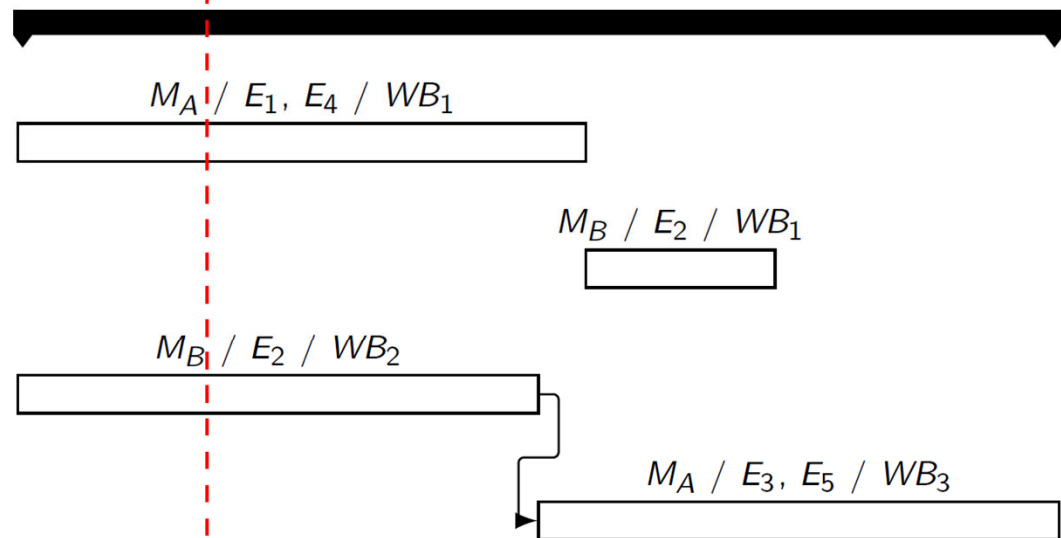 M_A / E_1, E_4 / WB_1
M_B / E_2 / WB_1
M_B / E_2 / WB_2
M_A / E_3, E_5 / WB_3